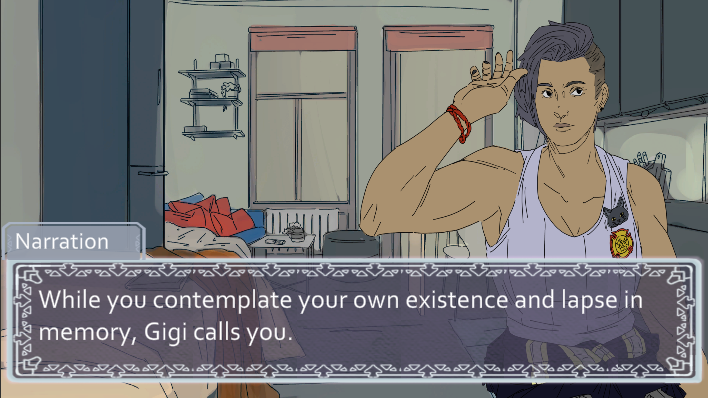 Narration
While you contemplate your own existence and lapse in
memory, Gigi calls you.